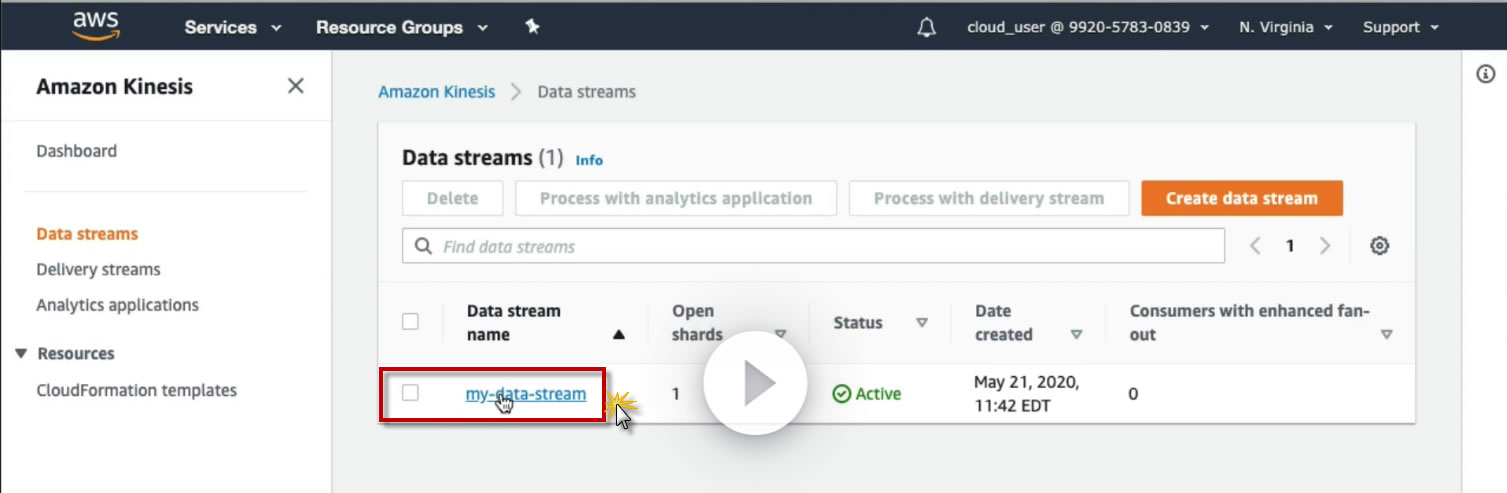 aws Services Resource Groups cloud_user @ 9920-5783-0839 N. Virginia Support
Amazon Kinesis
Dashboard
Data streams
Delivery streams
Analytics applications
Resources
CloudFormation templates
Amazon Kinesis Data streams
Data streams (1) Info
Delete Process with analytics application Process with delivery stream Create data stream
Find data streams 1
Data stream name Open shards Status Date created Consumers with enhanced fan-out
my-data-stream 1 Active May 21, 2020, 11:42 EDT 0